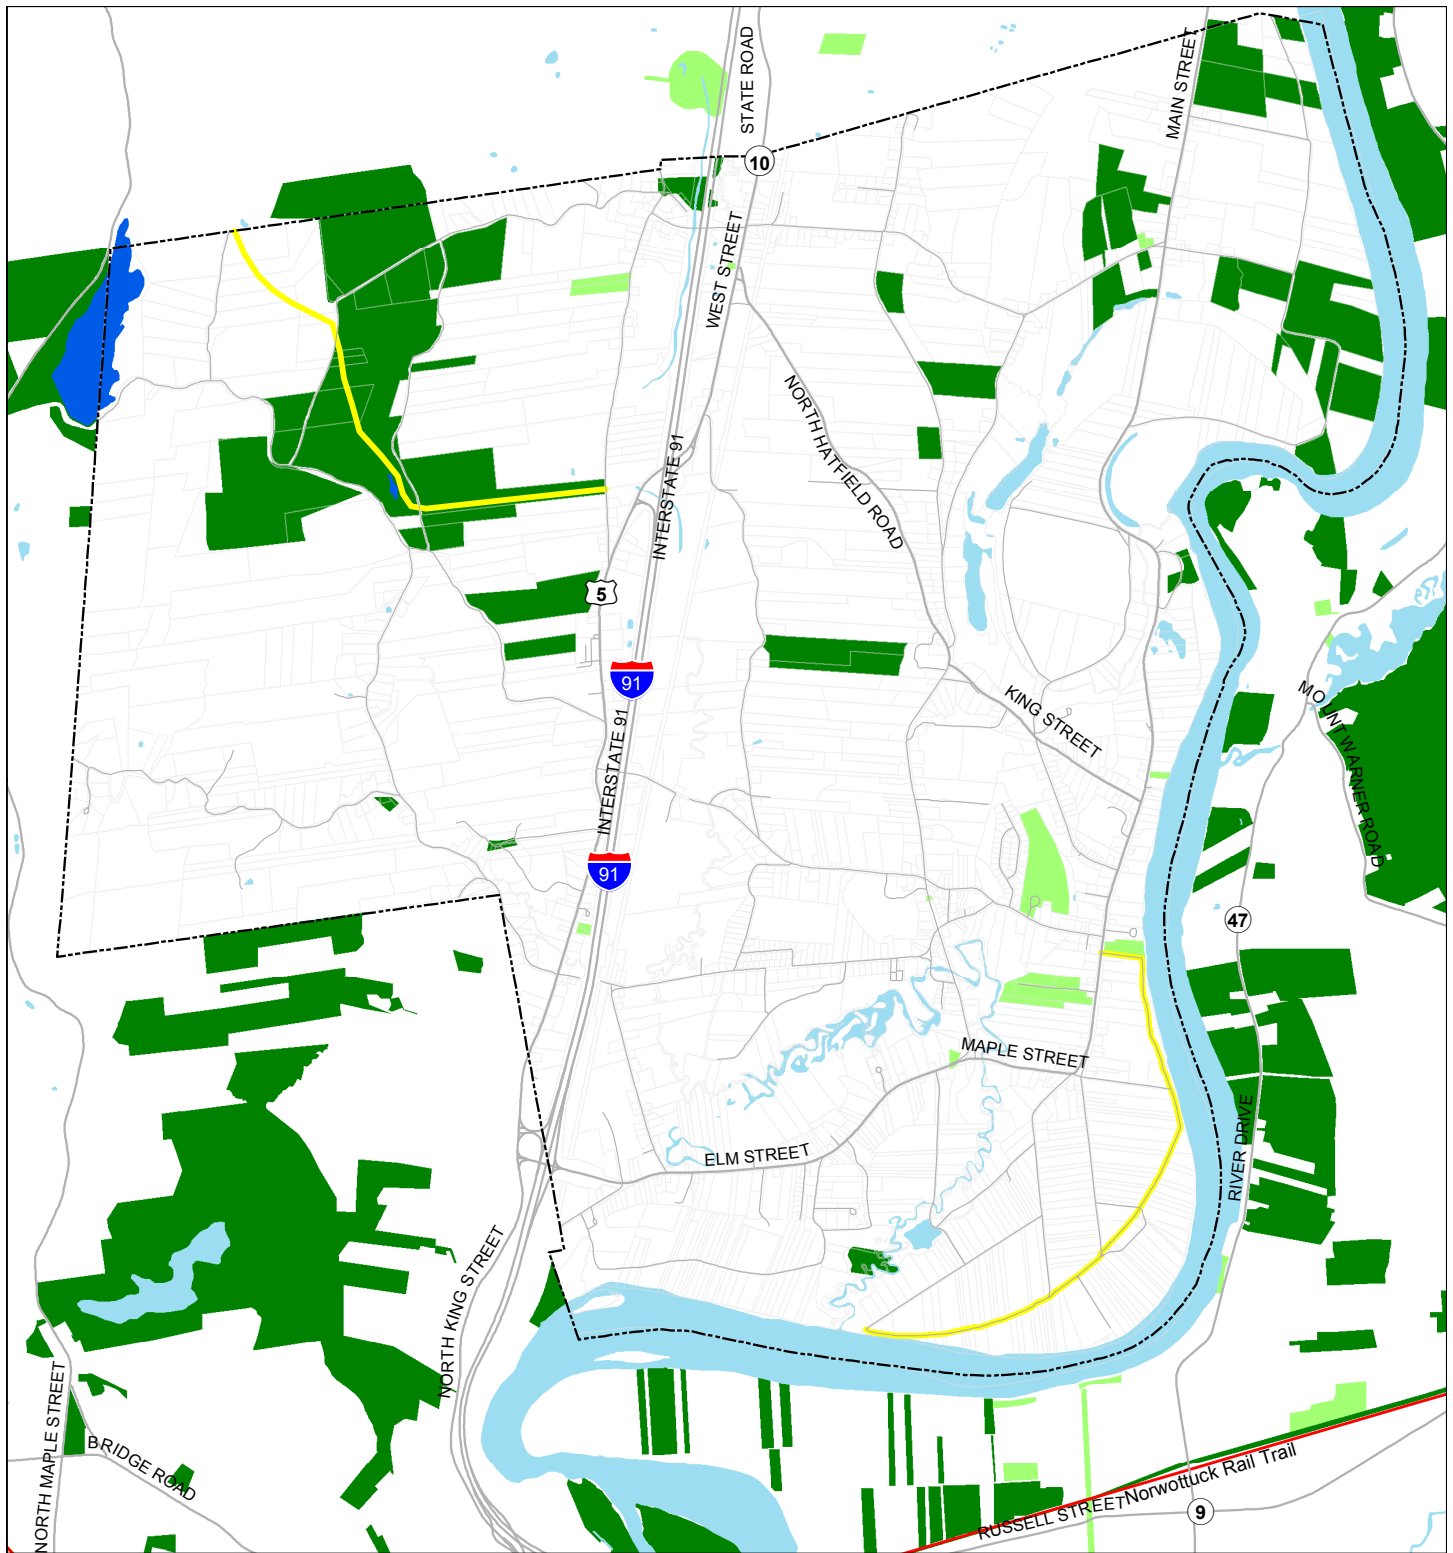 STATE ROAD
MAIN STREET
10
WEST STREET
NORTH HATFIELD ROAD
INTERSTATE 91
5
91
KING STREET
MOUNT WARNER ROAD
INTERSTATE 91
91
47
MAPLE STREET
RIVER DRIVE
ELM STREET
NORTH KING STREET
NORTH MAPLE STREET
BRIDGE ROAD
Norwottuck Rail Trail
RUSSELL STREET
9